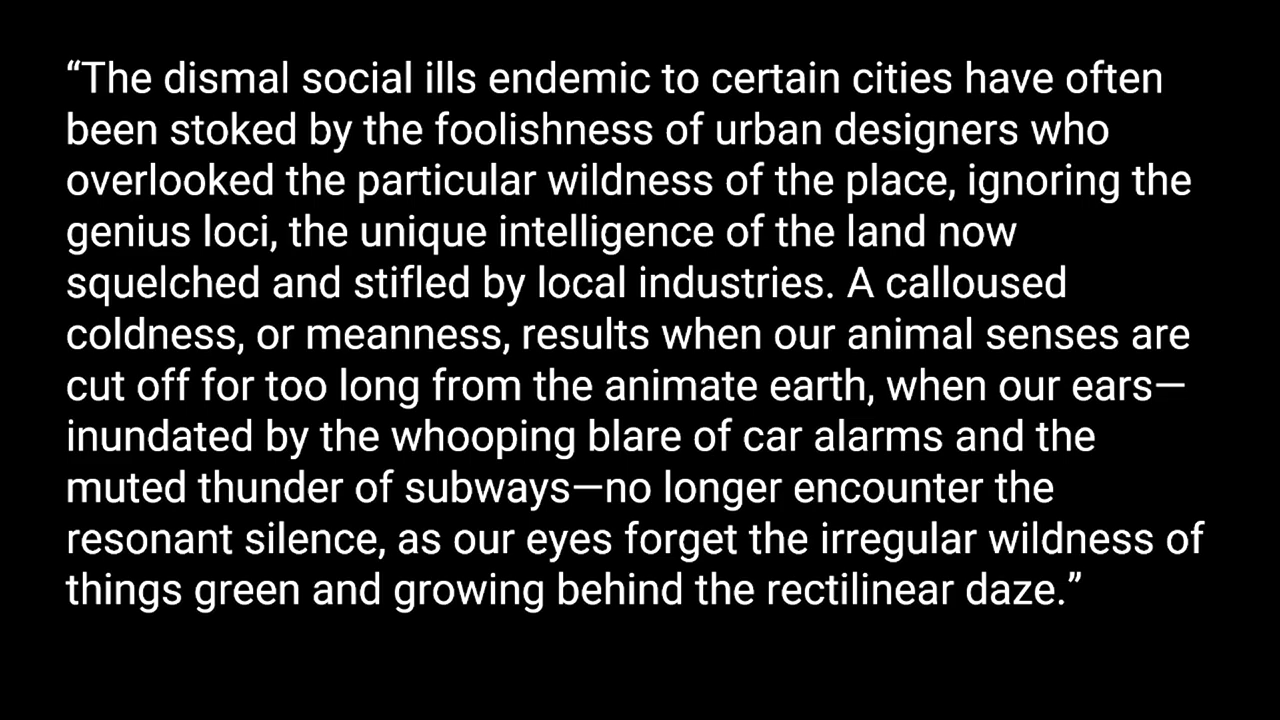 “The dismal social ills endemic to certain cities have often
been stoked by the foolishness of urban designers who
overlooked the particular wildness of the place, ignoring the
genius loci, the unique intelligence of the land now
squelched and stifled by local industries. A calloused
coldness, or meanness, results when our animal senses are
cut off for too long from the animate earth, when our ears—
inundated by the whooping blare of car alarms and the
muted thunder of subways—no longer encounter the
resonant silence, as our eyes forget the irregular wildness of
things green and growing behind the rectilinear daze.”